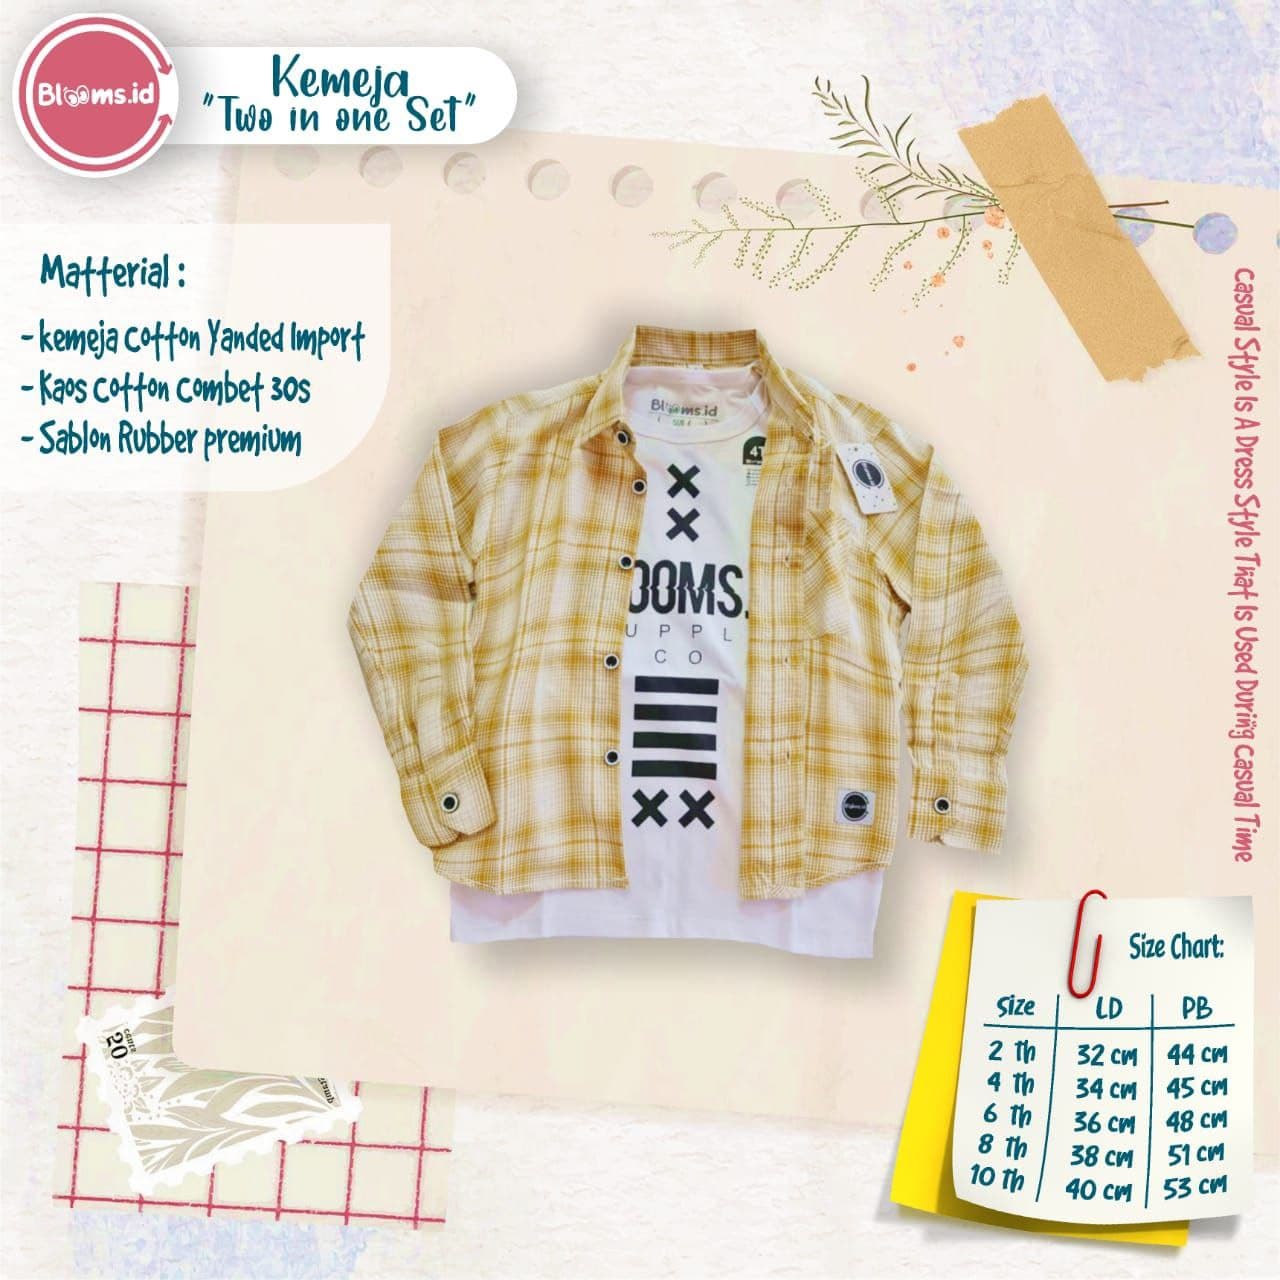 Blooms.id
Kemeja
"Two in one Set"
Matterial :
- kemeja Cotton Yanded Import
- Kaos Cotton Combet 30s
- Sablon Rubber premium
Blooms.id
4T
OOMS.
UPPL
CO
Blooms.id
Casual Style Is A Dress Style That Is Used During Casual Time
20
Size Chart:
Size LD PB
2 Th 32 cm 44 cm
4 Th 34 cm 45 cm
6 Th 36 cm 48 cm
8 Th 38 cm 51 cm
10 Th 40 cm 53 cm